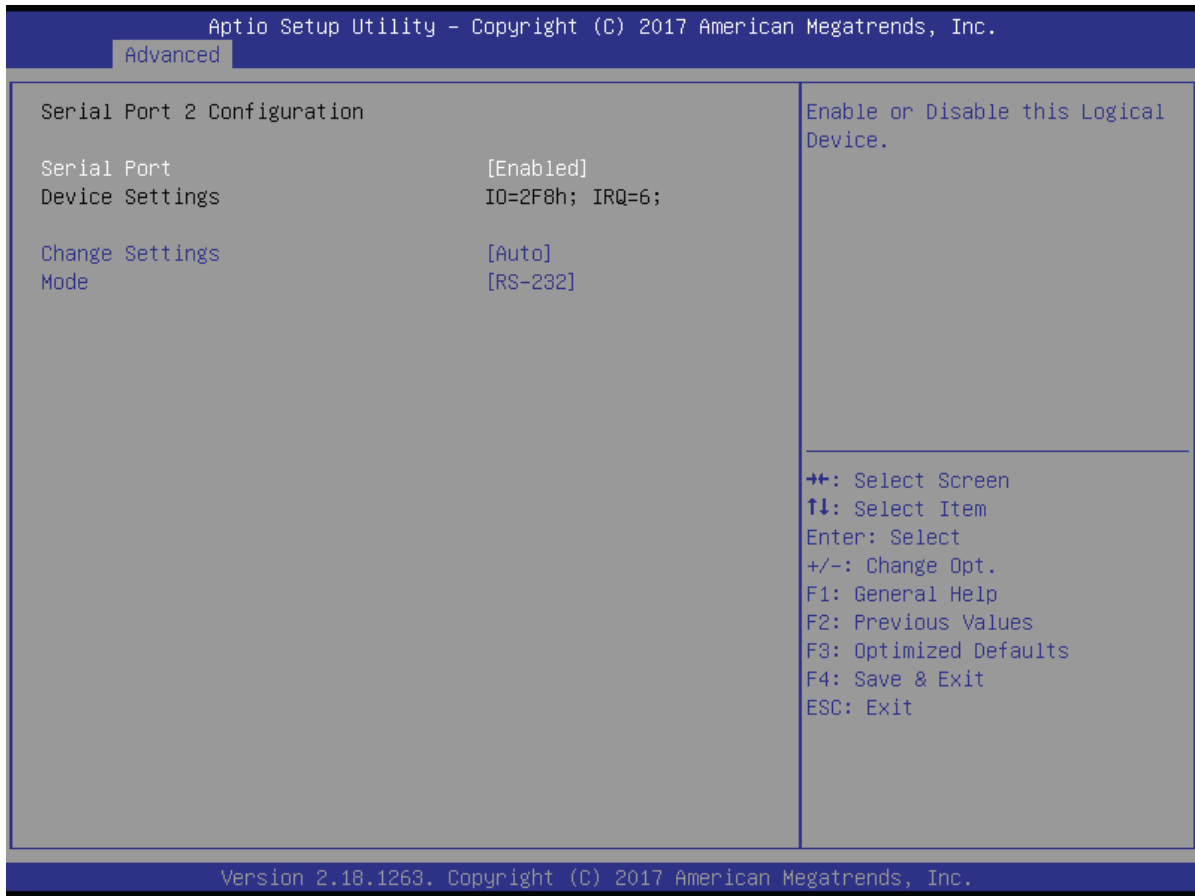 Aptio Setup Utility – Copyright (C) 2017 American Megatrends, Inc.
Advanced
Serial Port 2 Configuration
Serial Port [Enabled]
Device Settings IO=2F8h; IRQ=6;
Change Settings [Auto]
Mode [RS-232]
Enable or Disable this Logical
Device.
→←: Select Screen
↑↓: Select Item
Enter: Select
+/-: Change Opt.
F1: General Help
F2: Previous Values
F3: Optimized Defaults
F4: Save & Exit
ESC: Exit
Version 2.18.1263. Copyright (C) 2017 American Megatrends, Inc.